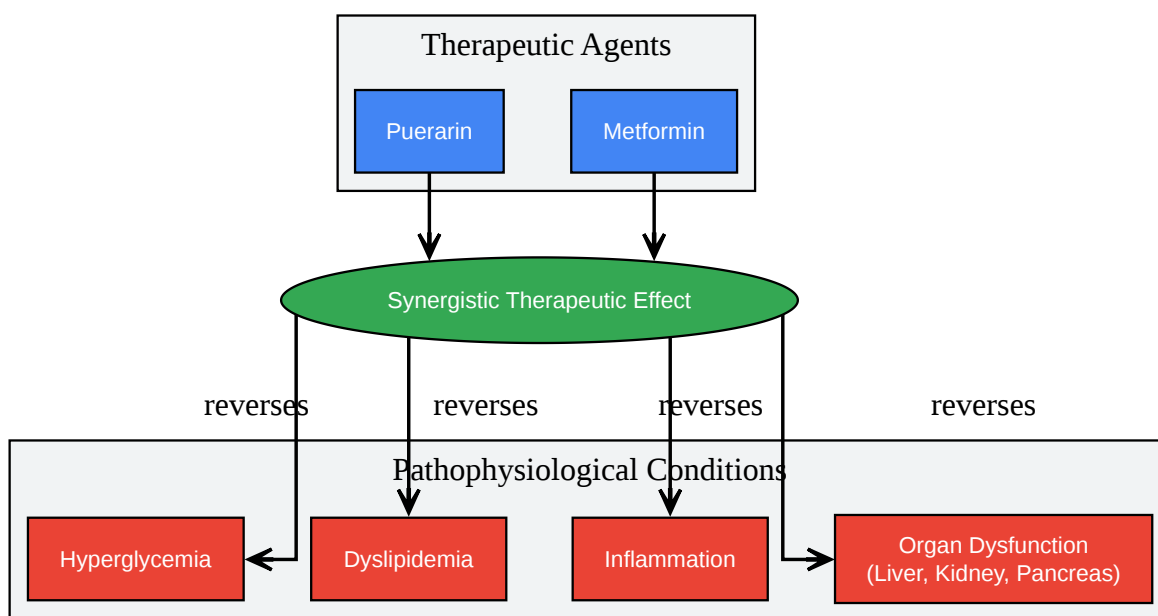 Therapeutic Agents
Puerarin
Metformin
Synergistic Therapeutic Effect
reverses
reverses
reverses
reverses
Pathophysiological Conditions
Hyperglycemia
Dyslipidemia
Inflammation
Organ Dysfunction
(Liver, Kidney, Pancreas)